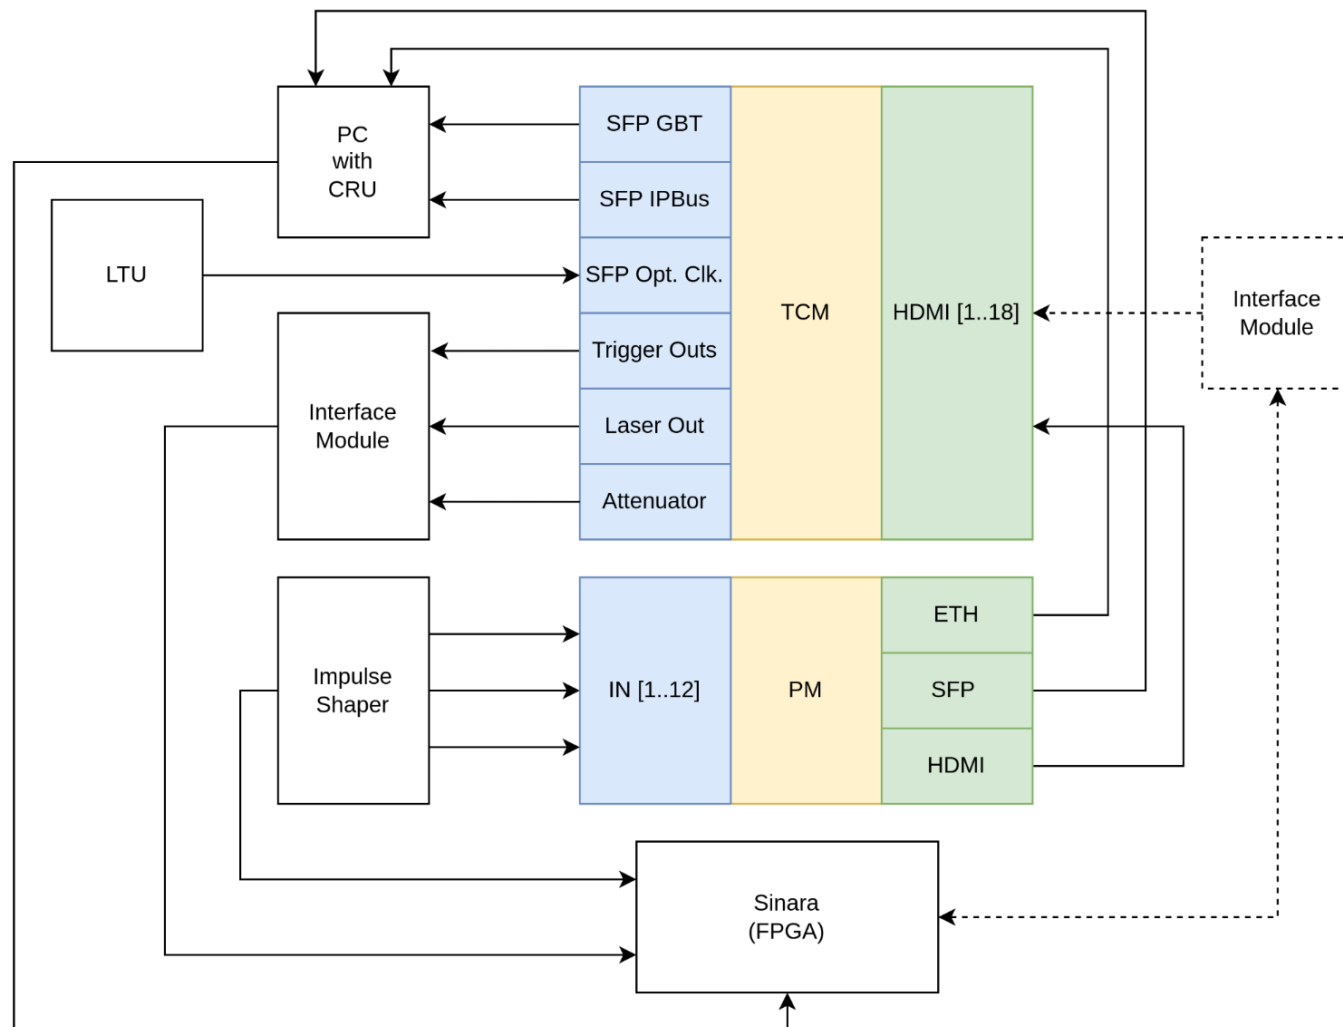 PC
with
CRU
LTU
Interface
Module
SFP GBT
SFP IPBus
SFP Opt. Clk.
Trigger Outs
Laser Out
Attenuator
TCM
HDMI [1..18]
Interface
Module
Impulse
Shaper
IN [1..12]
PM
ETH
SFP
HDMI
Sinara
(FPGA)